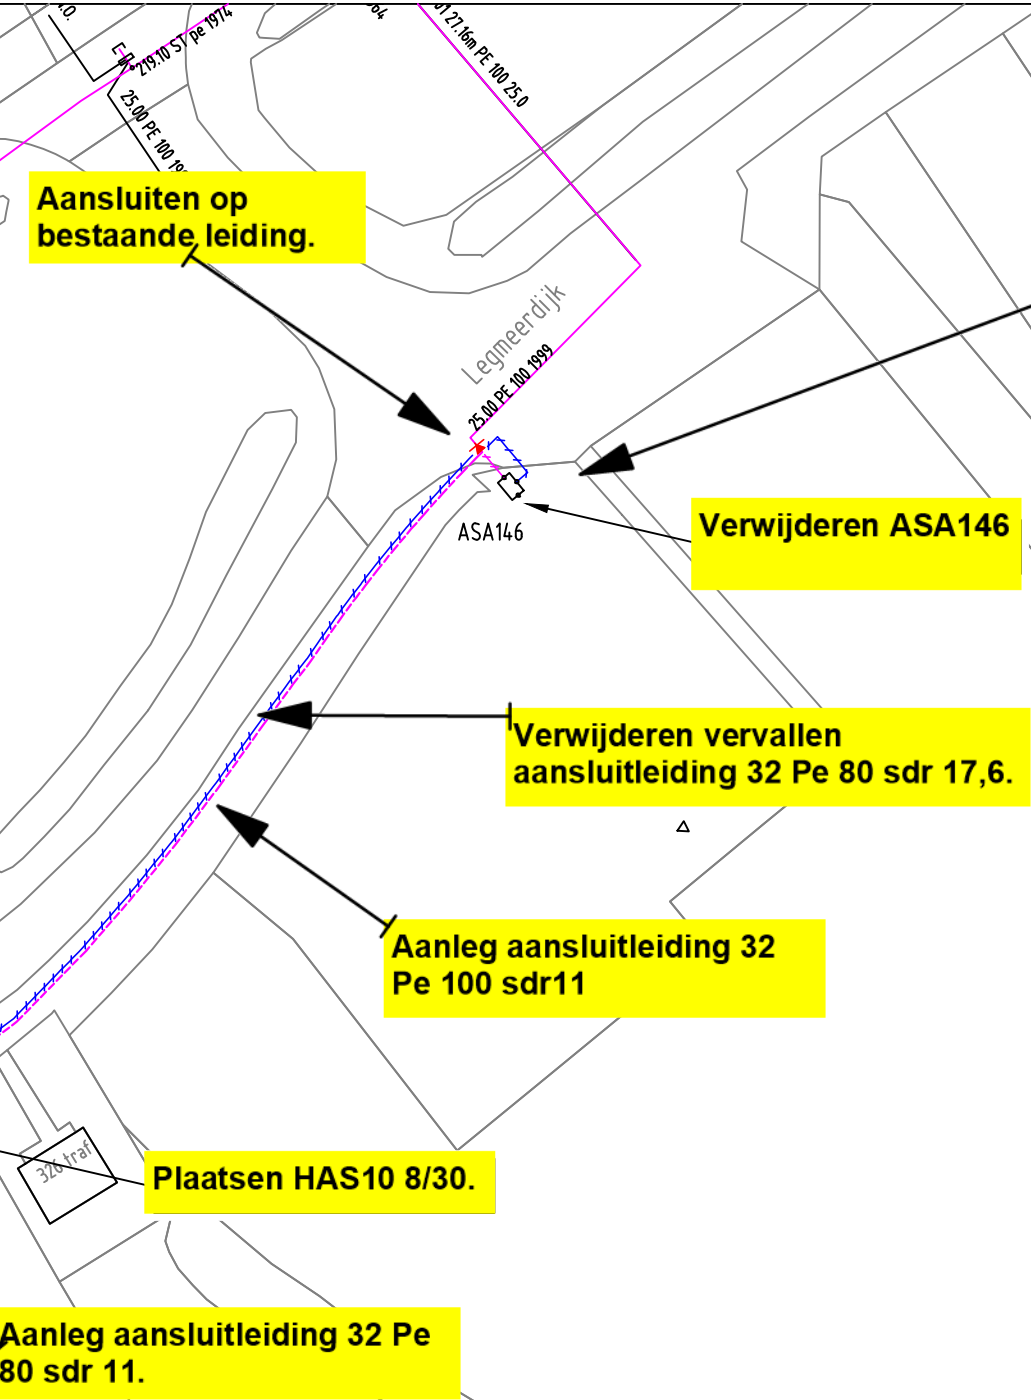 219.10 ST pe 1974
27.16m PE 100 25.0
25.00 PE 100
Aansluiten op
bestaande leiding.
Legmeerdijk
25.00 PE 100 1999
ASA146
Verwijderen ASA146
Verwijderen vervallen
aansluitleiding 32 Pe 80 sdr 17,6.
Aanleg aansluitleiding 32
Pe 100 sdr11
326 traf
Plaatsen HAS10 8/30.
Aanleg aansluitleiding 32 Pe
80 sdr 11.